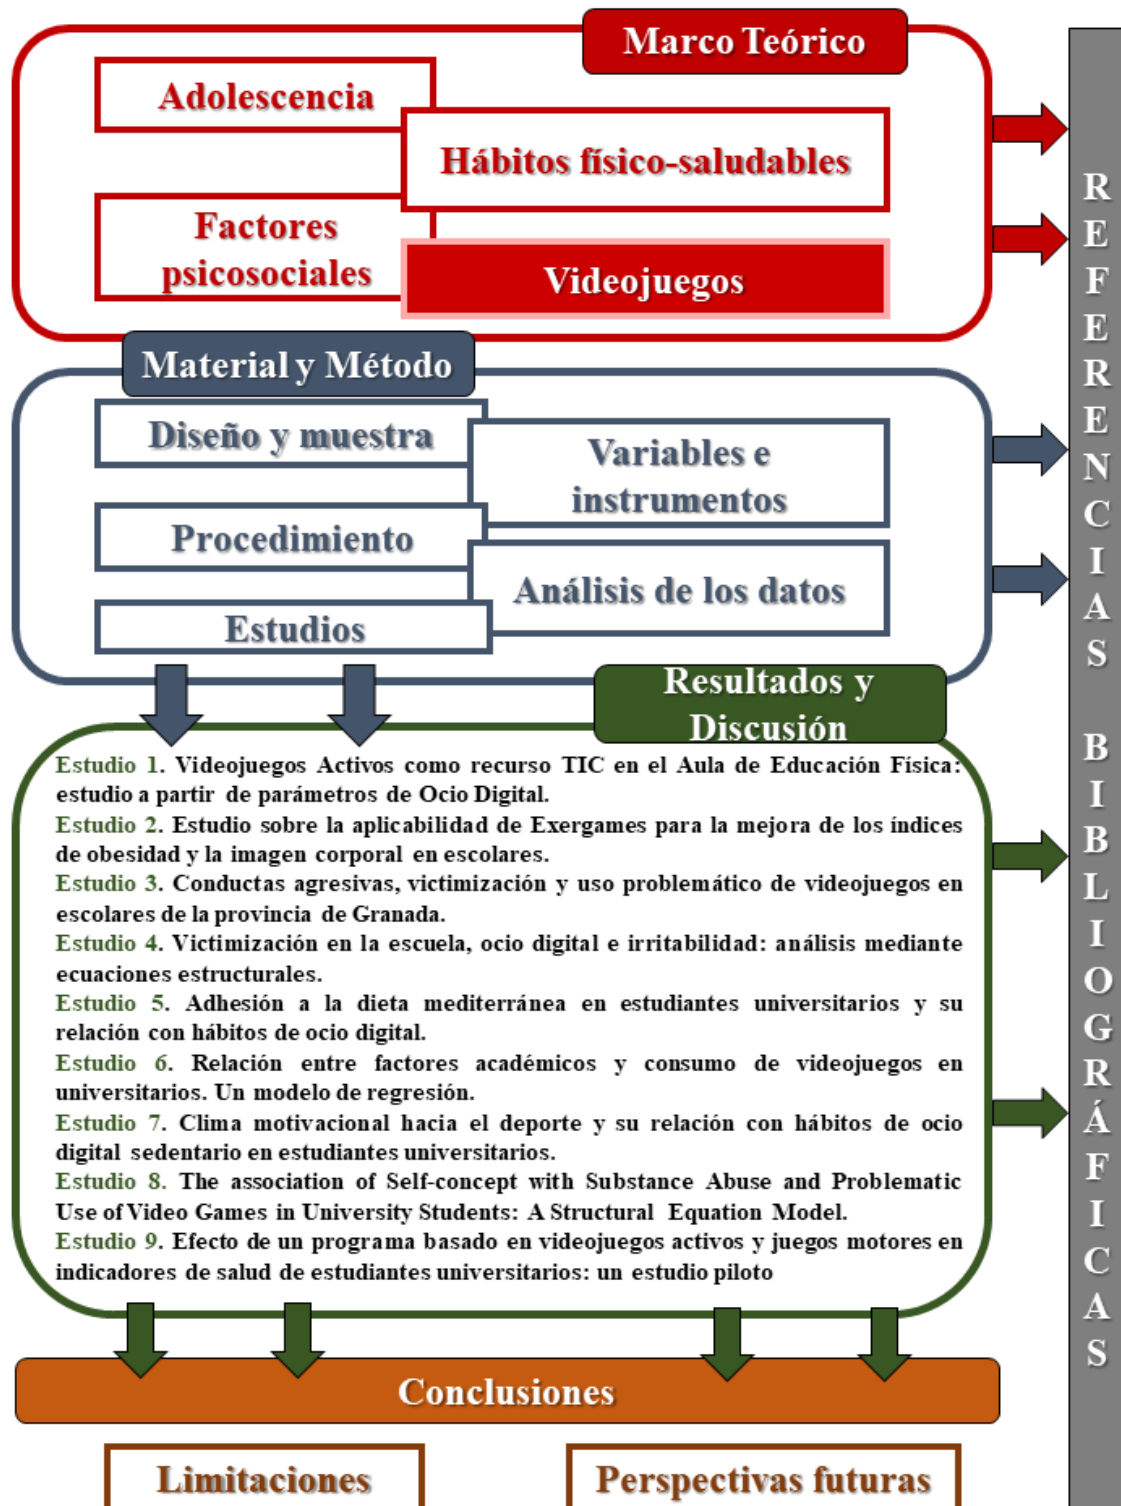 Marco Teórico
Adolescencia
Hábitos físico-saludables
Factores
psicosociales
Videojuegos
Material y Método
Diseño y muestra
Variables e
instrumentos
Procedimiento
Análisis de los datos
Estudios
Resultados y
Discusión
Estudio 1. Videojuegos Activos como recurso TIC en el Aula de Educación Física:
estudio a partir de parámetros de Ocio Digital.
Estudio 2. Estudio sobre la aplicabilidad de Exergames para la mejora de los índices
de obesidad y la imagen corporal en escolares.
Estudio 3. Conductas agresivas, victimización y uso problemático de videojuegos en
escolares de la provincia de Granada.
Estudio 4. Victimización en la escuela, ocio digital e irritabilidad: análisis mediante
ecuaciones estructurales.
Estudio 5. Adhesión a la dieta mediterránea en estudiantes universitarios y su
relación con hábitos de ocio digital.
Estudio 6. Relación entre factores académicos y consumo de videojuegos en
universitarios. Un modelo de regresión.
Estudio 7. Clima motivacional hacia el deporte y su relación con hábitos de ocio
digital sedentario en estudiantes universitarios.
Estudio 8. The association of Self-concept with Substance Abuse and Problematic
Use of Video Games in University Students: A Structural Equation Model.
Estudio 9. Efecto de un programa basado en videojuegos activos y juegos motores en
indicadores de salud de estudiantes universitarios: un estudio piloto
Conclusiones
Limitaciones
Perspectivas futuras
REFERENCIAS BIBLIOGRÁFICAS